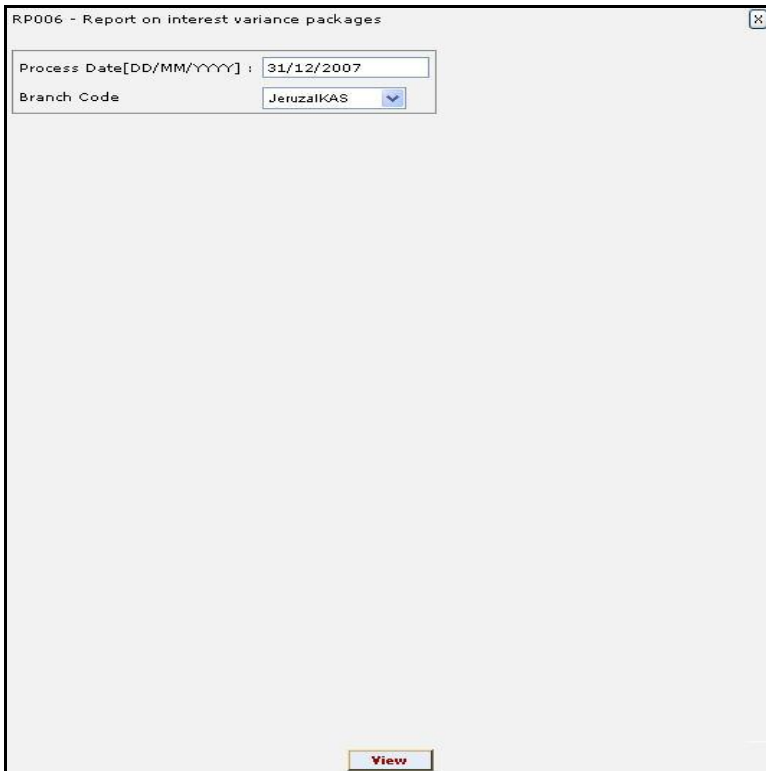 RP006 - Report on interest variance packages
Process Date[DD/MM/YYYY] : 31/12/2007
Branch Code JeruzalKAS
View